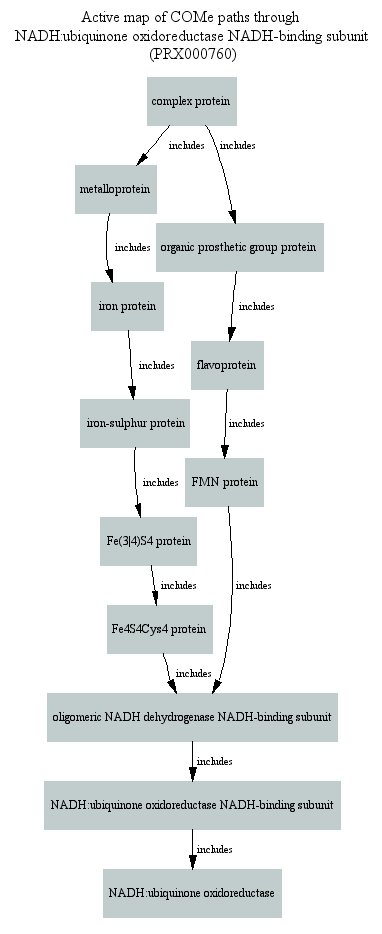 Active map of COMe paths through
NADH:ubiquinone oxidoreductase NADH-binding subunit
(PRX000760)
complex protein
includes
includes
metalloprotein
includes
organic prosthetic group protein
iron protein
includes
includes
flavoprotein
iron-sulphur protein
includes
includes
FMN protein
Fe(3|4)S4 protein
includes
includes
Fe4S4Cys4 protein
includes
oligomeric NADH dehydrogenase NADH-binding subunit
includes
NADH:ubiquinone oxidoreductase NADH-binding subunit
includes
NADH:ubiquinone oxidoreductase